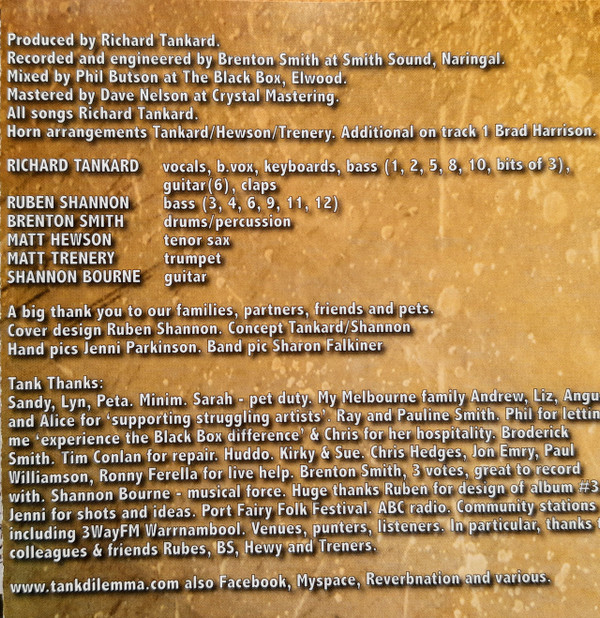 Produced by Richard Tankard.
Recorded and engineered by Brenton Smith at Smith Sound, Naringal.
Mixed by Phil Butson at The Black Box, Elwood.
Mastered by Dave Nelson at Crystal Mastering.
All songs Richard Tankard.
Horn arrangements Tankard/Hewson/Trenery. Additional on track 1 Brad Harrison.
RICHARD TANKARD vocals, b.vox, keyboards, bass (1, 2, 5, 8, 10, bits of 3),
guitar(6), claps
RUBEN SHANNON bass (3, 4, 6, 9, 11, 12)
BRENTON SMITH drums/percussion
MATT HEWSON tenor sax
MATT TRENERY trumpet
SHANNON BOURNE guitar
A big thank you to our families, partners, friends and pets.
Cover design Ruben Shannon. Concept Tankard/Shannon
Hand pics Jenni Parkinson. Band pic Sharon Falkiner
Tank Thanks:
Sandy, Lyn, Peta. Minim. Sarah - pet duty. My Melbourne family Andrew, Liz, Angu
and Alice for ‘supporting struggling artists’. Ray and Pauline Smith. Phil for lettin
me ‘experience the Black Box difference’ & Chris for her hospitality. Broderick
Smith. Tim Conlan for repair. Huddo. Kirky & Sue. Chris Hedges, Jon Emry, Paul
Williamson, Ronny Ferella for live help. Brenton Smith, 3 votes, great to record
with. Shannon Bourne - musical force. Huge thanks Ruben for design of album #3
Jenni for shots and ideas. Port Fairy Folk Festival. ABC radio. Community stations
including 3WayFM Warrnambool. Venues, punters, listeners. In particular, thanks t
colleagues & friends Rubes, BS, Hewy and Treners.
www.tankdilemma.com also Facebook, Myspace, Reverbnation and various.